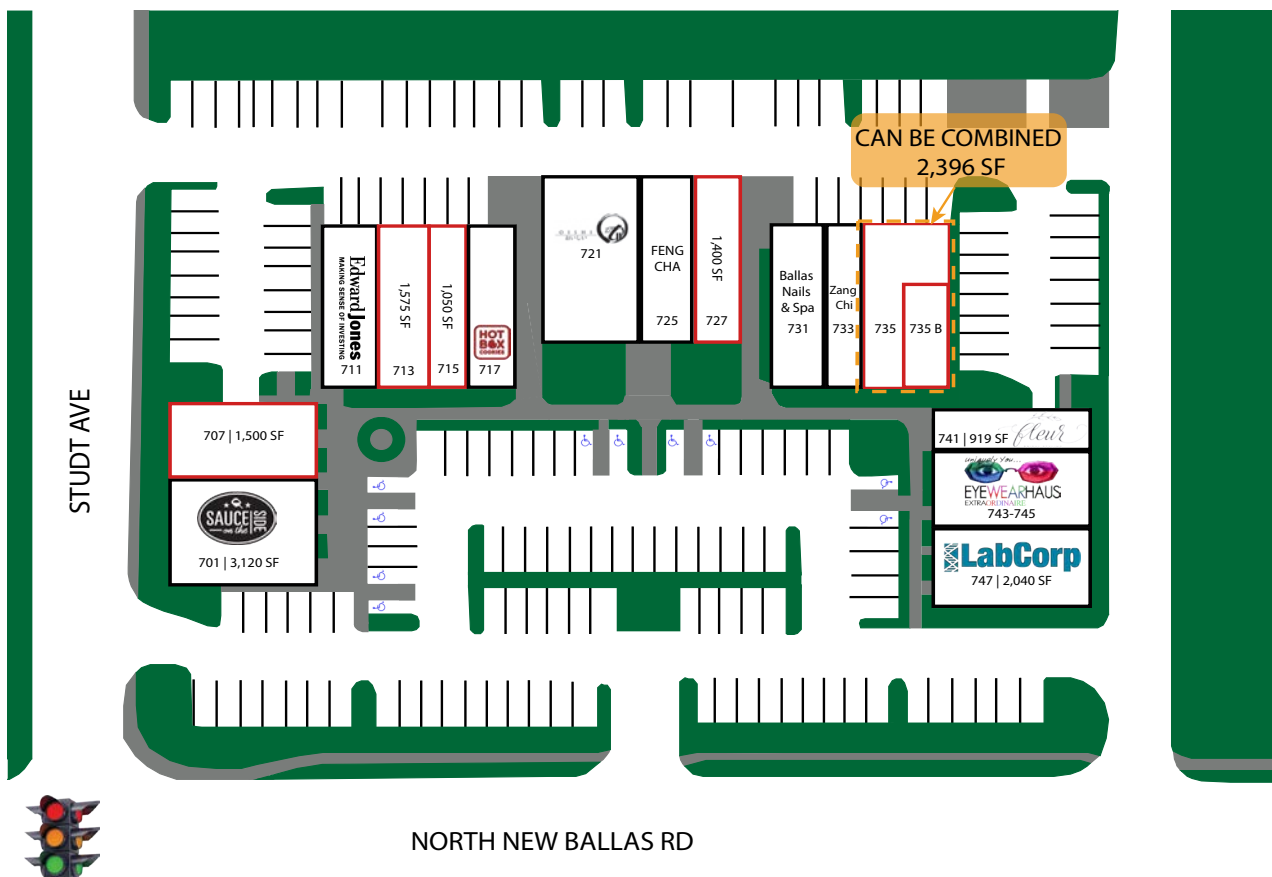 CAN BE COMBINED
2,396 SF
721
FENG
CHA
725
1,400 SF
727
Edward Jones
MAKING SENSE OF INVESTING
711
1,575 SF
713
1,050 SF
715
HOT
BOX
COOKIES
717
Ballas
Nails
& Spa
731
Zang
Chi
733
735
735 B
STUDT AVE
707 | 1,500 SF
SAUCE
on the
SIDE
701 | 3,120 SF
741 | 919 SF
fleur
uniquely You...
EYEWEARHAUS
EXTRAORDINAIRE
743-745
LabCorp
747 | 2,040 SF
NORTH NEW BALLAS RD